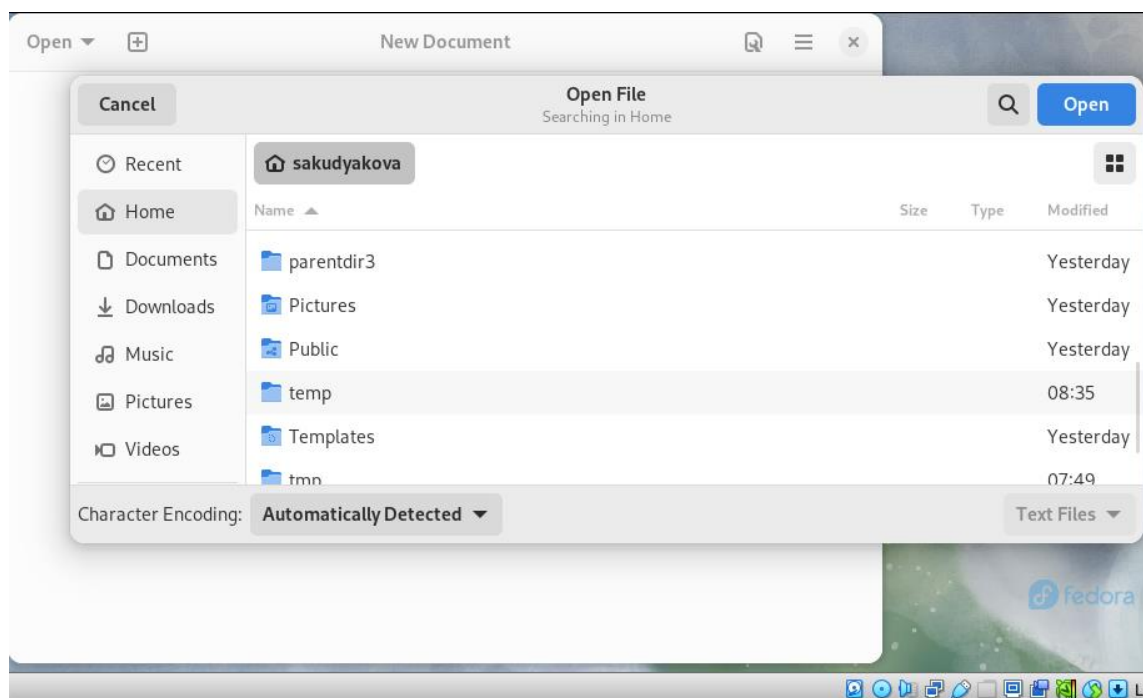 Open
New Document
Cancel
Open File
Searching in Home
Open
Recent
Home
Documents
Downloads
Music
Pictures
Videos
sakudyakova
Name Size Type Modified
parentdir3 Yesterday
Pictures Yesterday
Public Yesterday
temp 08:35
Templates Yesterday
tmp 07:49
Character Encoding: Automatically Detected Text Files
fedora